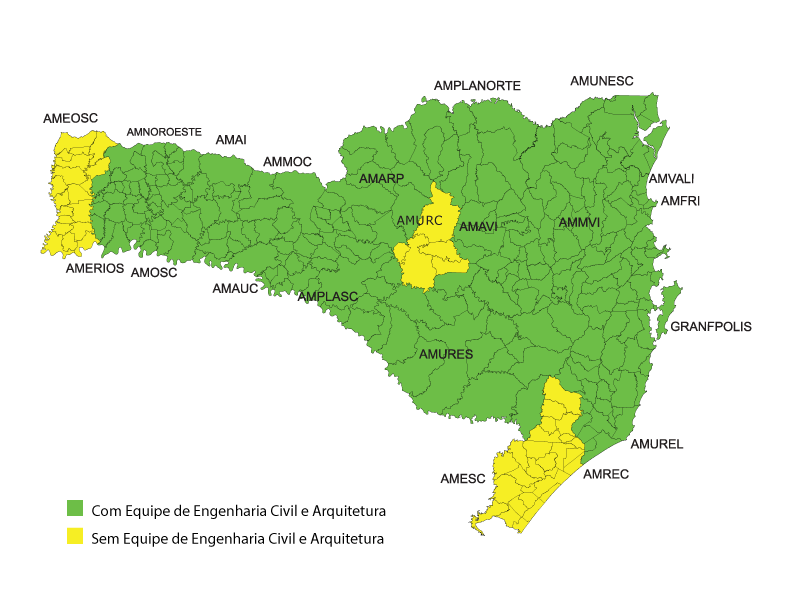 AMUNESC
AMPLANORTE
AMEOSC
AMNOROESTE
AMAI
AMMOC
AMARP
AMVALI
AMFRI
AMURC
AMAVI
AMMVI
AMERIOS
AMOSC
AMAUC
AMPLASC
GRANFPOLIS
AMURES
AMUREL
AMESC
AMREC
Com Equipe de Engenharia Civil e Arquitetura
Sem Equipe de Engenharia Civil e Arquitetura